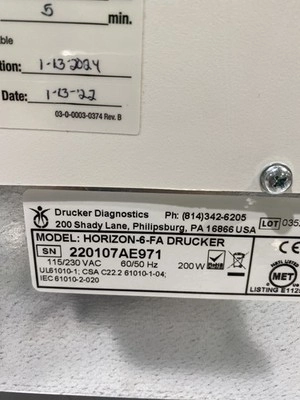 5 min.
ble
tion: 1-13-2024
Date: 1-13-22
03-0-0003-0374 Rev. B
Drucker Diagnostics Ph: (814)342-6205
200 Shady Lane, Philipsburg, PA 16866 USA LOT 0352
MODEL: HORIZON-6-FA DRUCKER
SN 220107AE971
115/230 VAC 60/50 Hz 200 W
UL61010-1; CSA C22.2 61010-1-04;
IEC 61010-2-020
MET
LISTING E112